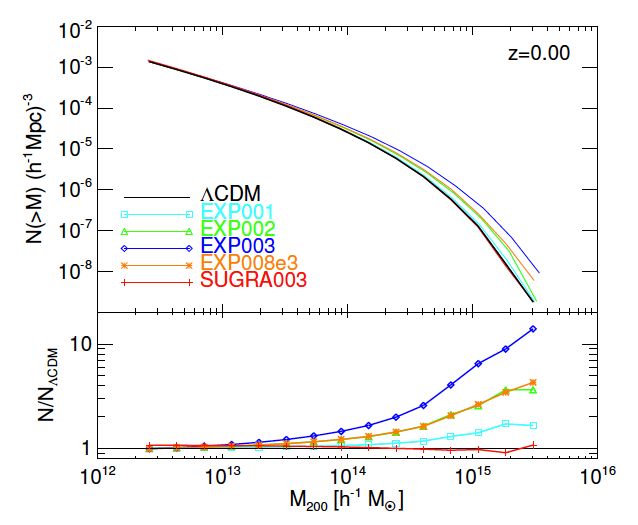 10⁻²
z=0.00
10⁻³
10⁻⁴
10⁻⁵
10⁻⁶
10⁻⁷
10⁻⁸
N(>M) (h⁻¹Mpc)⁻³
ΛCDM
EXP001
EXP002
EXP003
EXP008e3
SUGRA003
10
1
N/N_ΛCDM
10¹² 10¹³ 10¹⁴ 10¹⁵ 10¹⁶
M₂₀₀ [h⁻¹ M☉]